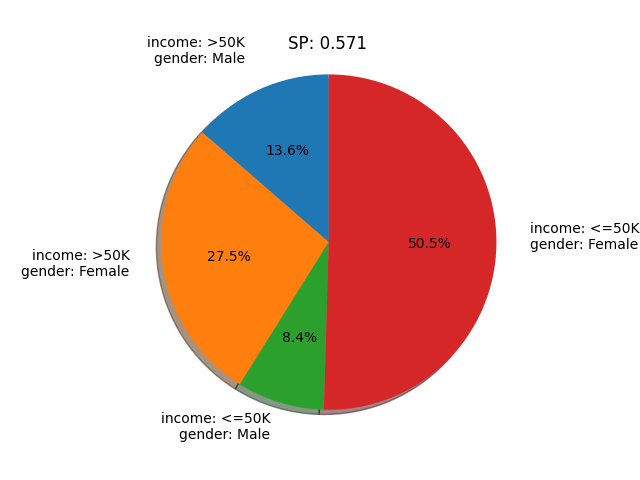 SP: 0.571
income: >50K
gender: Male
13.6%
income: >50K
gender: Female
27.5%
income: <=50K
gender: Male
8.4%
income: <=50K
gender: Female
50.5%